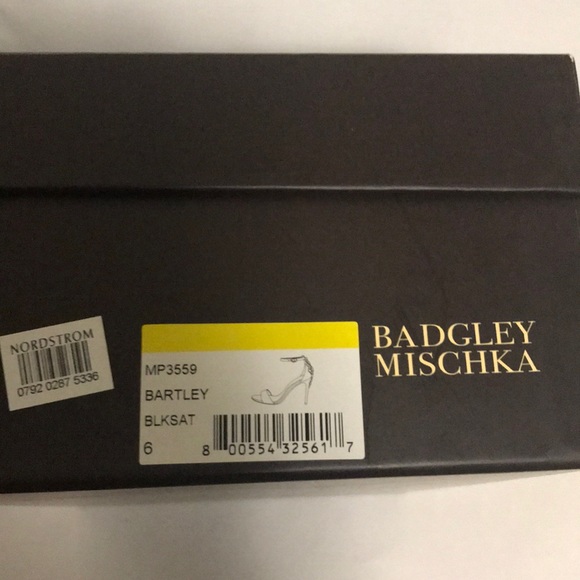 NORDSTROM
0792 0287 5336
MP3559
BARTLEY
BLKSAT
6
8 00554 32561 7
BADGLEY
MISCHKA